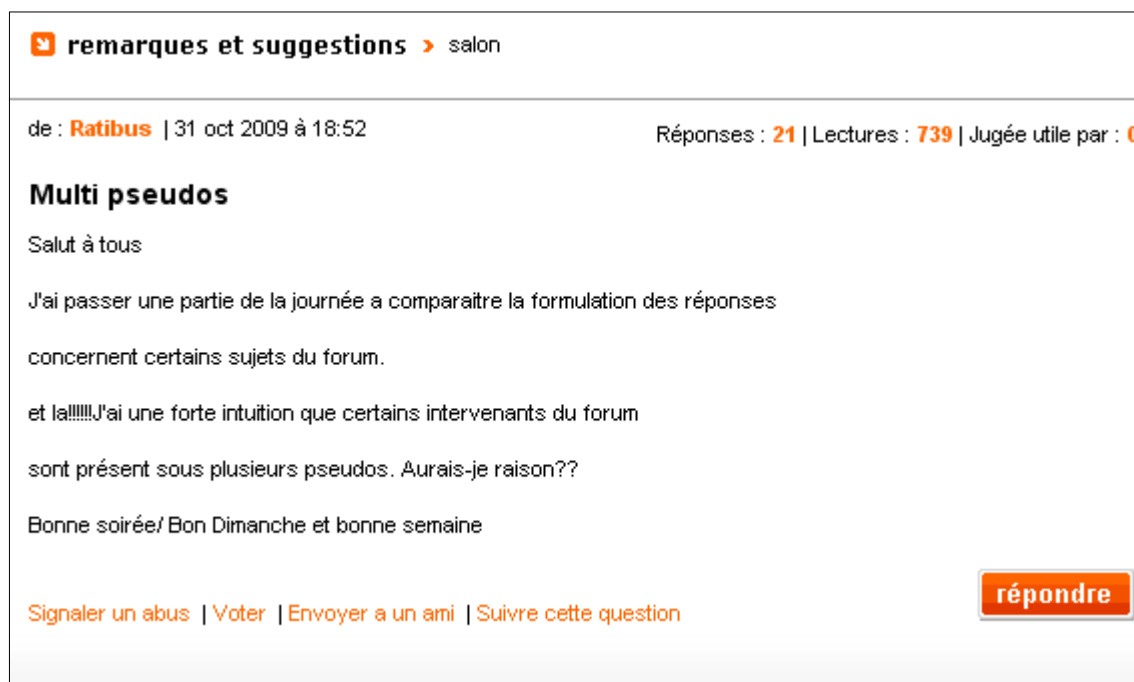 remarques et suggestions > salon
de : Ratibus | 31 oct 2009 à 18:52
Réponses : 21 | Lectures : 739 | Jugée utile par : 0
Multi pseudos
Salut à tous
J'ai passer une partie de la journée a comparaitre la formulation des réponses
concernent certains sujets du forum.
et la!!!!!!J'ai une forte intuition que certains intervenants du forum
sont présent sous plusieurs pseudos. Aurais-je raison??
Bonne soirée/ Bon Dimanche et bonne semaine
répondre
Signaler un abus | Voter | Envoyer a un ami | Suivre cette question